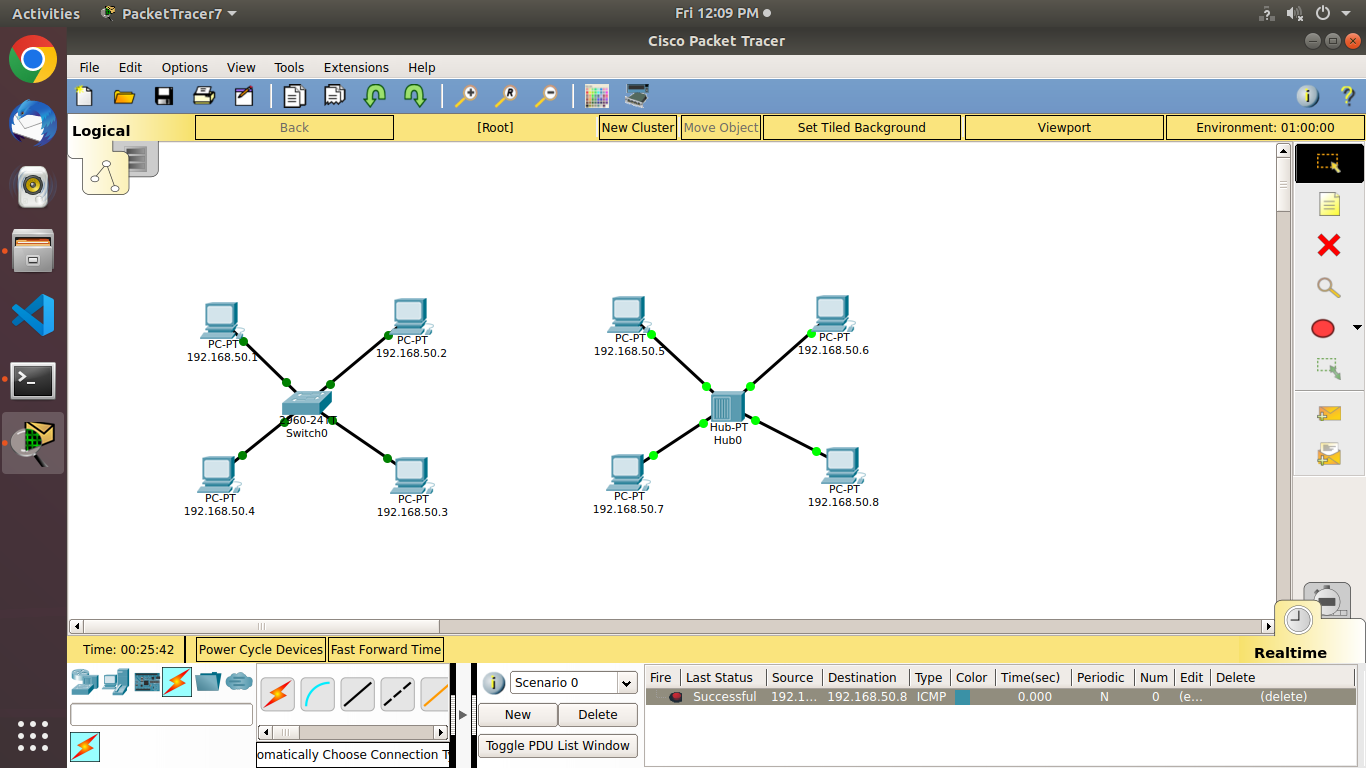 Activities PacketTracer7 Fri 12:09 PM
Cisco Packet Tracer
File Edit Options View Tools Extensions Help
Logical Back [Root] New Cluster Move Object Set Tiled Background Viewport Environment: 01:00:00
PC-PT
192.168.50.1
PC-PT
192.168.50.2
2960-24TT
Switch0
PC-PT
192.168.50.4
PC-PT
192.168.50.3
PC-PT
192.168.50.5
PC-PT
192.168.50.6
Hub-PT
Hub0
PC-PT
192.168.50.7
PC-PT
192.168.50.8
Time: 00:25:42 Power Cycle Devices Fast Forward Time Realtime
Scenario 0
New Delete
Toggle PDU List Window
omatically Choose Connection T
Fire Last Status Source Destination Type Color Time(sec) Periodic Num Edit Delete
Successful 192.1... 192.168.50.8 ICMP 0.000 N 0 (e... (delete)